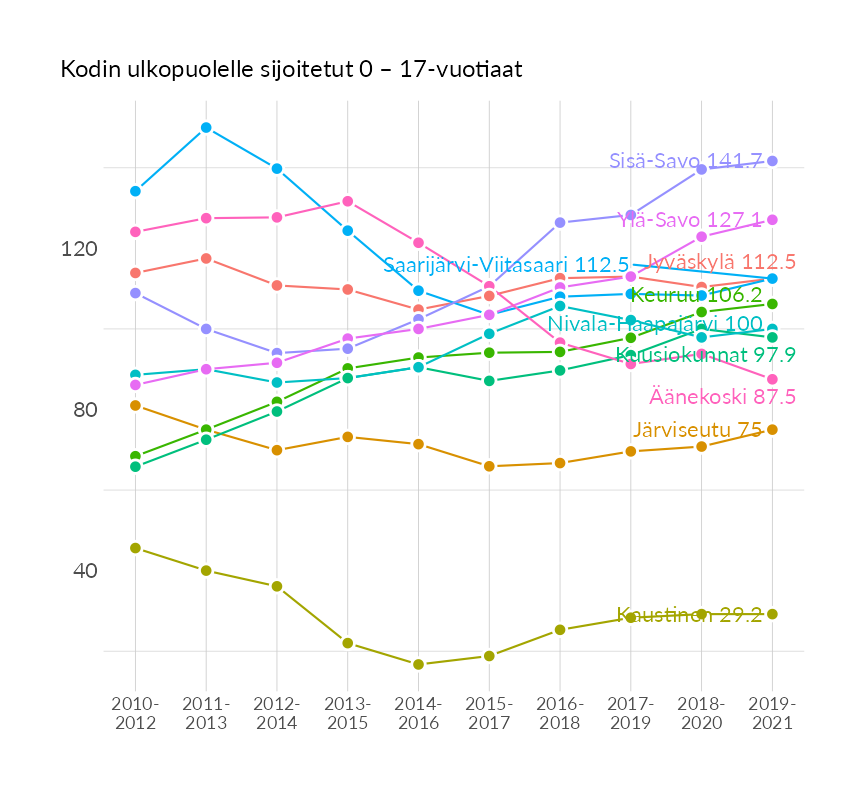 Kodin ulkopuolelle sijoitetut 0 – 17-vuotiaat
Sisä-Savo 141.7
Ylä-Savo 127.1
120
Saarijärvi-Viitasaari 112.5
Jyväskylä 112.5
Keuruu 106.2
Nivala-Haapajärvi 100
Kuusiokunnat 97.9
Äänekoski 87.5
80
Järviseutu 75
40
Kaustinen 29.2
2010- 2011- 2012- 2013- 2014- 2015- 2016- 2017- 2018- 2019-
2012 2013 2014 2015 2016 2017 2018 2019 2020 2021